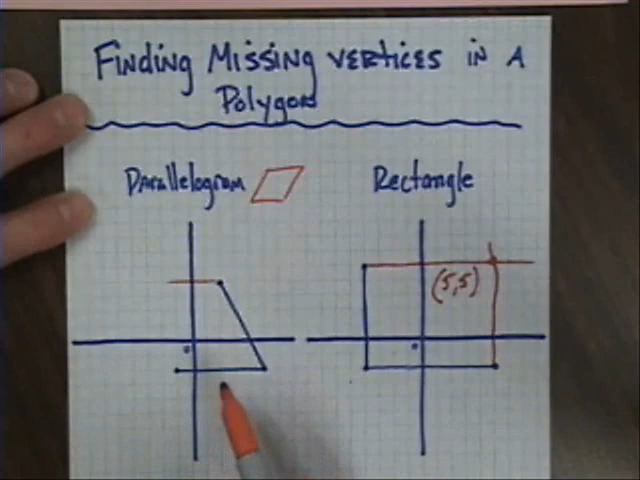 Finding Missing vertices in a
Polygon
Parallelogram
Rectangle
(5,5)